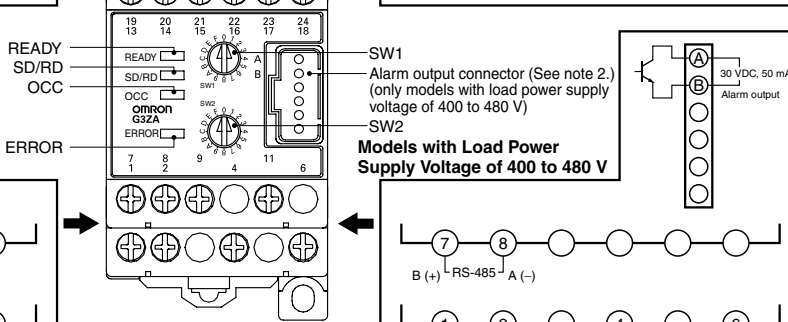 19 20 21 22 23 24
13 14 15 16 17 18
READY
SD/RD
OCC
ERROR
READY
SD/RD
OCC
OMRON
G3ZA
ERROR
SW1
SW2
A
B
7 8 9 11
1 2 4 6
SW1
Alarm output connector (See note 2.)
(only models with load power supply
voltage of 400 to 480 V)
SW2
Models with Load Power
Supply Voltage of 400 to 480 V
A
B
30 VDC, 50 mA
Alarm output
7 8
B (+) RS-485 A (−)